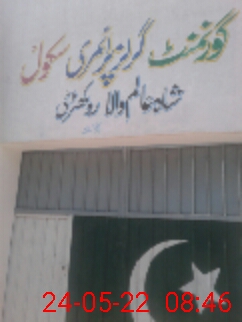 گورنمنٹ گرلز پرائمری سکول
شاہ عالم والا روکھڑی
24-05-22 08:46